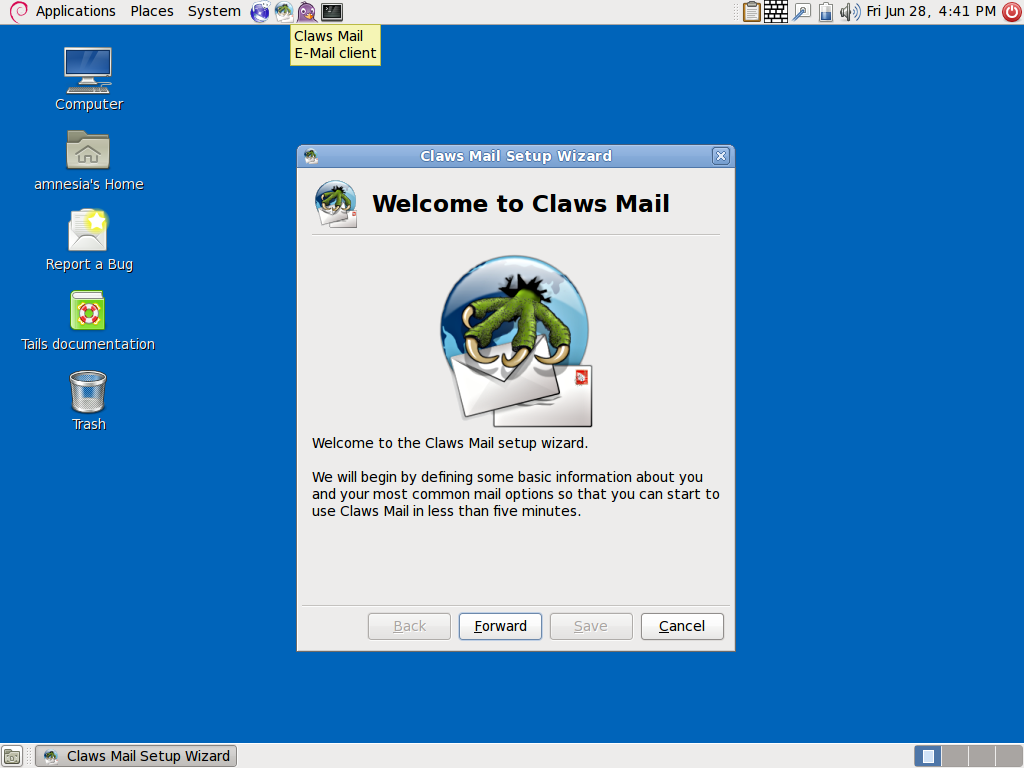 Applications Places System Fri Jun 28, 4:41 PM
Claws Mail
E-Mail client
Computer
amnesia's Home
Report a Bug
Tails documentation
Trash
Claws Mail Setup Wizard
Welcome to Claws Mail
Welcome to the Claws Mail setup wizard.
We will begin by defining some basic information about you
and your most common mail options so that you can start to
use Claws Mail in less than five minutes.
Back Forward Save Cancel
Claws Mail Setup Wizard